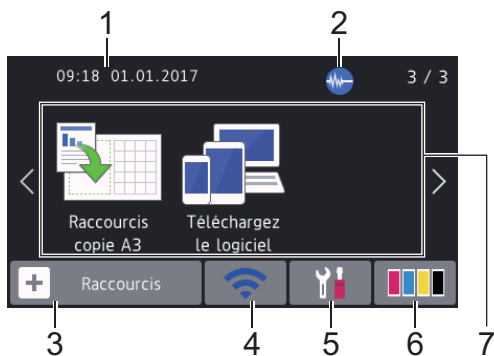 1
2
09:18 01.01.2017
3 / 3
Raccourcis
copie A3
Téléchargez
le logiciel
Raccourcis
3
4
5
6
7